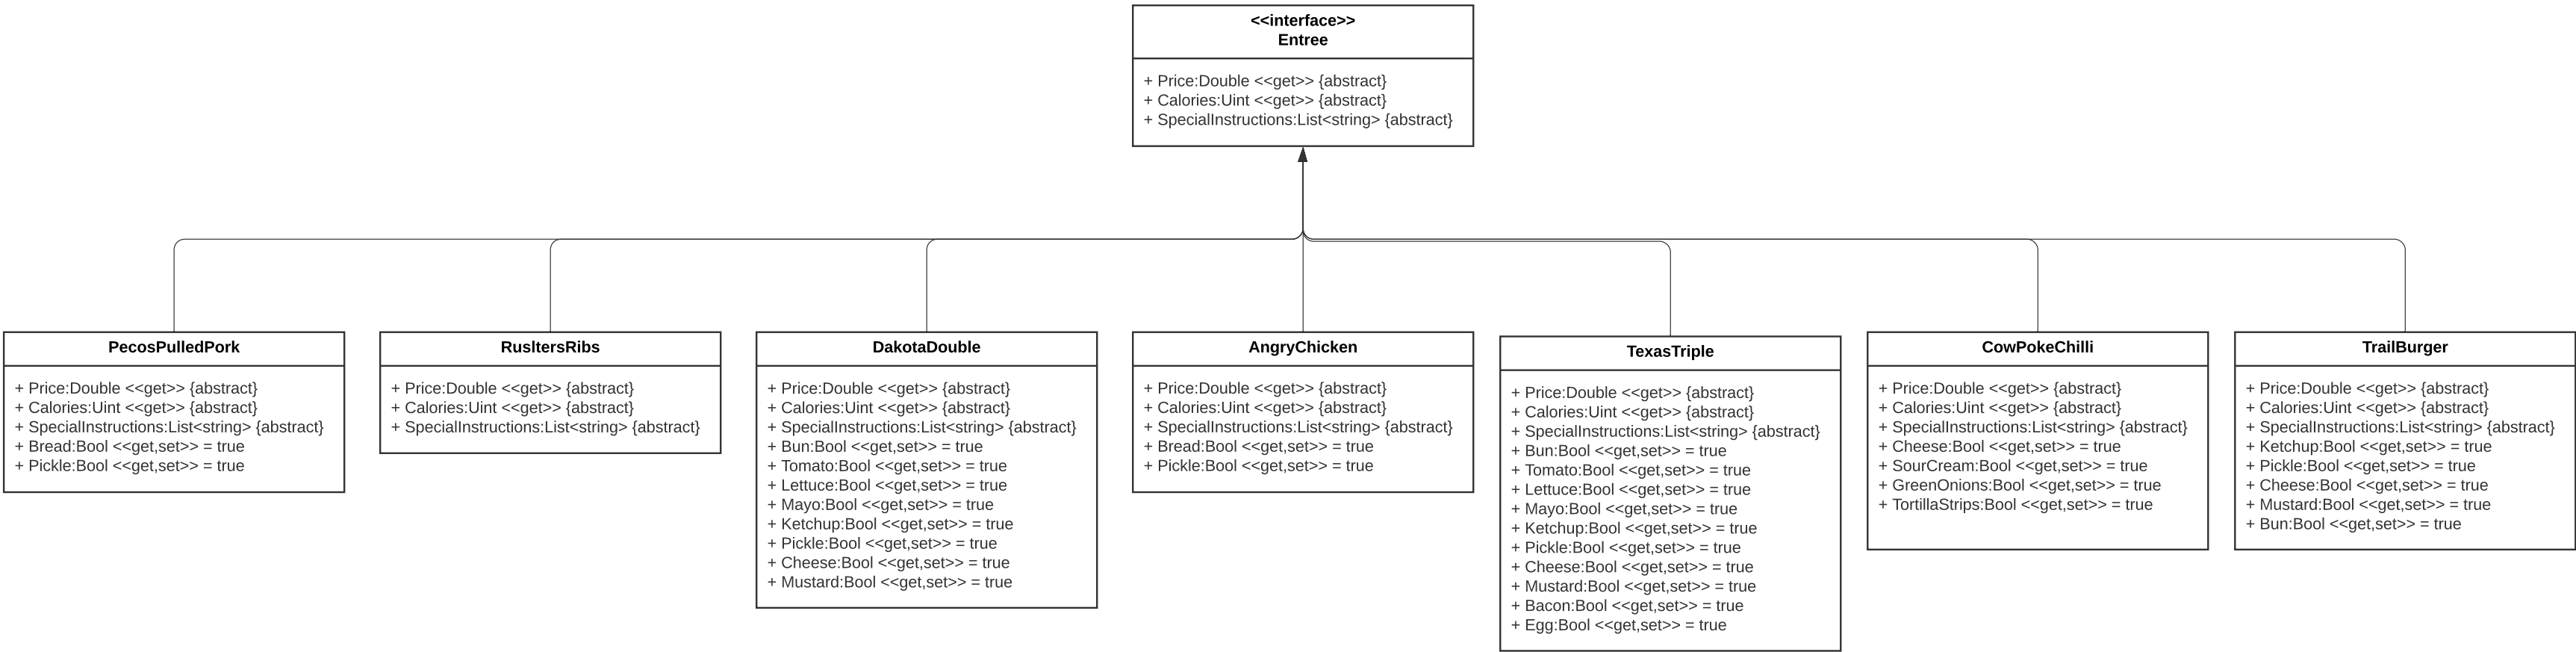 <<interface>>
Entree
+ Price:Double <<get>> {abstract}
+ Calories:Uint <<get>> {abstract}
+ SpecialInstructions:List<string> {abstract}
PecosPulledPork
+ Price:Double <<get>> {abstract}
+ Calories:Uint <<get>> {abstract}
+ SpecialInstructions:List<string> {abstract}
+ Bread:Bool <<get,set>> = true
+ Pickle:Bool <<get,set>> = true
RusltersRibs
+ Price:Double <<get>> {abstract}
+ Calories:Uint <<get>> {abstract}
+ SpecialInstructions:List<string> {abstract}
DakotaDouble
+ Price:Double <<get>> {abstract}
+ Calories:Uint <<get>> {abstract}
+ SpecialInstructions:List<string> {abstract}
+ Bun:Bool <<get,set>> = true
+ Tomato:Bool <<get,set>> = true
+ Lettuce:Bool <<get,set>> = true
+ Mayo:Bool <<get,set>> = true
+ Ketchup:Bool <<get,set>> = true
+ Pickle:Bool <<get,set>> = true
+ Cheese:Bool <<get,set>> = true
+ Mustard:Bool <<get,set>> = true
AngryChicken
+ Price:Double <<get>> {abstract}
+ Calories:Uint <<get>> {abstract}
+ SpecialInstructions:List<string> {abstract}
+ Bread:Bool <<get,set>> = true
+ Pickle:Bool <<get,set>> = true
TexasTriple
+ Price:Double <<get>> {abstract}
+ Calories:Uint <<get>> {abstract}
+ SpecialInstructions:List<string> {abstract}
+ Bun:Bool <<get,set>> = true
+ Tomato:Bool <<get,set>> = true
+ Lettuce:Bool <<get,set>> = true
+ Mayo:Bool <<get,set>> = true
+ Ketchup:Bool <<get,set>> = true
+ Pickle:Bool <<get,set>> = true
+ Cheese:Bool <<get,set>> = true
+ Mustard:Bool <<get,set>> = true
+ Bacon:Bool <<get,set>> = true
+ Egg:Bool <<get,set>> = true
CowPokeChilli
+ Price:Double <<get>> {abstract}
+ Calories:Uint <<get>> {abstract}
+ SpecialInstructions:List<string> {abstract}
+ Cheese:Bool <<get,set>> = true
+ SourCream:Bool <<get,set>> = true
+ GreenOnions:Bool <<get,set>> = true
+ TortillaStrips:Bool <<get,set>> = true
TrailBurger
+ Price:Double <<get>> {abstract}
+ Calories:Uint <<get>> {abstract}
+ SpecialInstructions:List<string> {abstract}
+ Ketchup:Bool <<get,set>> = true
+ Pickle:Bool <<get,set>> = true
+ Cheese:Bool <<get,set>> = true
+ Mustard:Bool <<get,set>> = true
+ Bun:Bool <<get,set>> = true